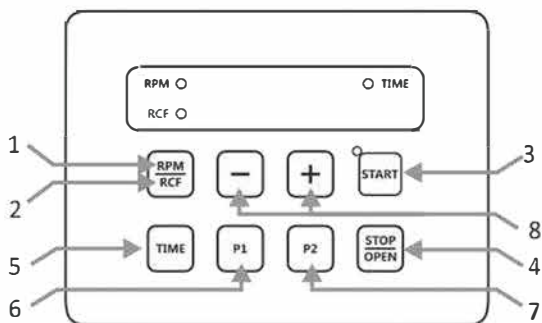 RPM TIME
RCF
1 RPM 3
2 RCF − + START
8
5 TIME P1 P2 STOP 4
OPEN
6 7